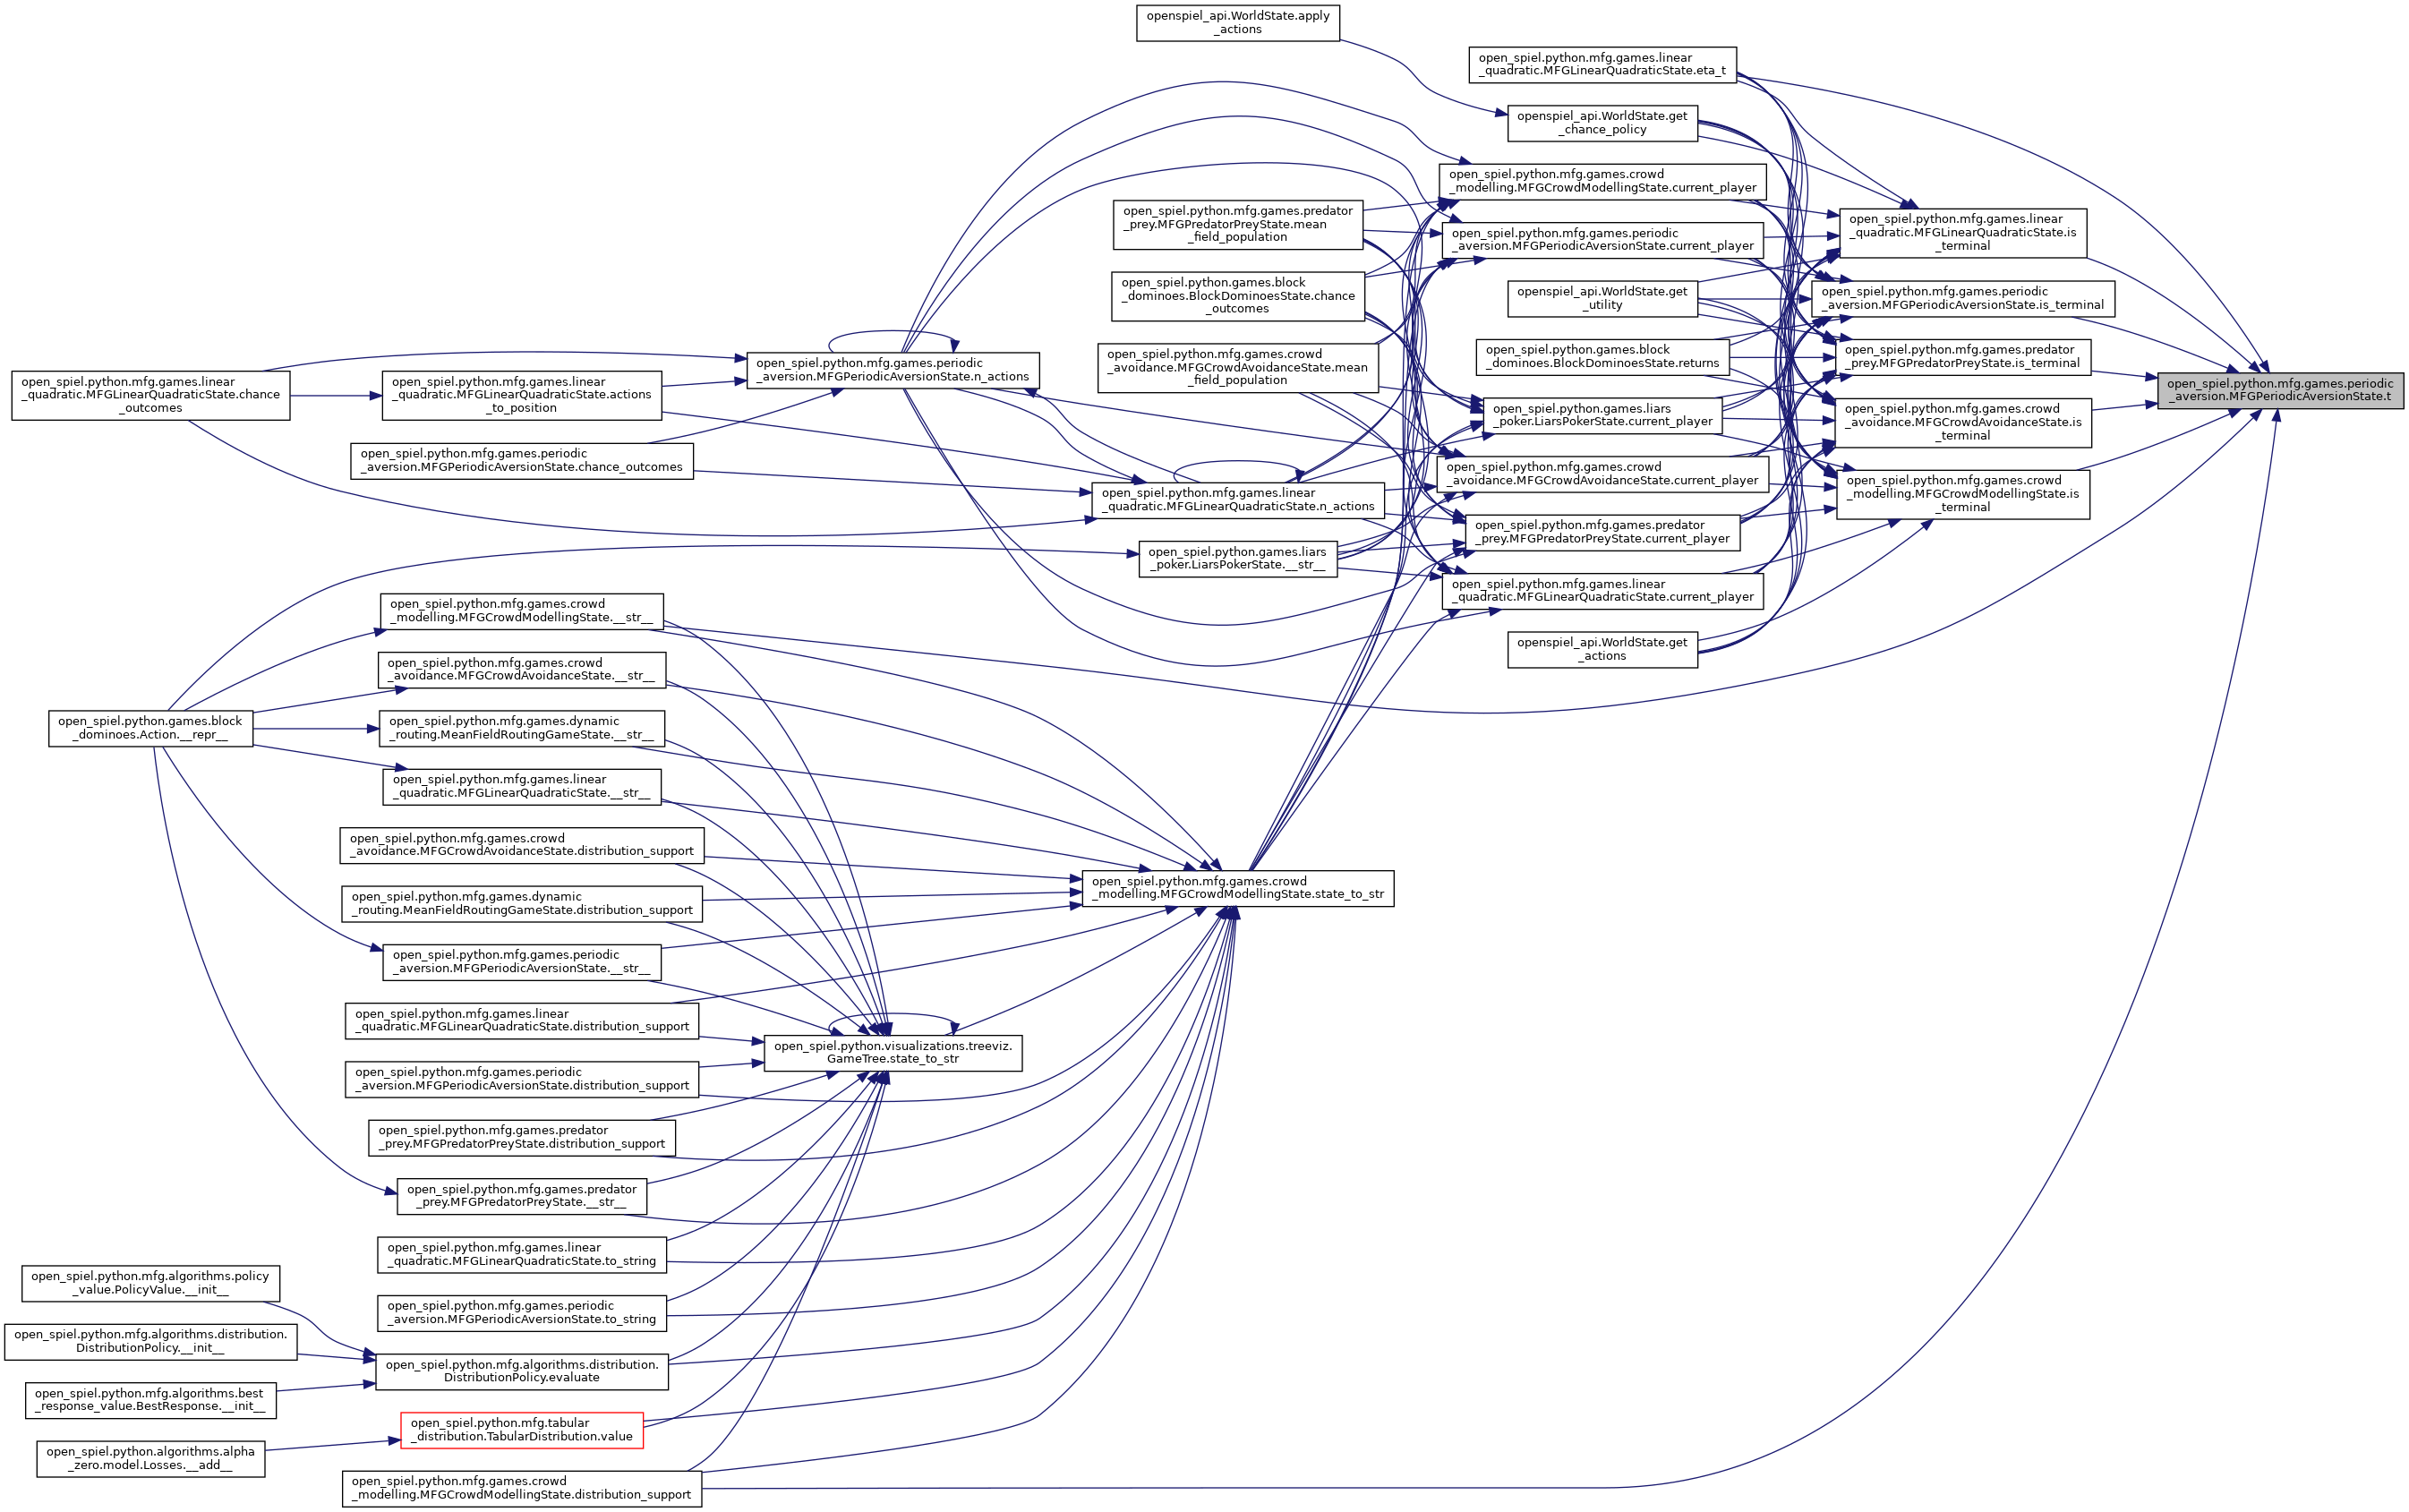 openspiel_api.WorldState.apply
_actions
open_spiel.python.mfg.games.linear
_quadratic.MFGLinearQuadraticState.eta_t
openspiel_api.WorldState.get
_chance_policy
open_spiel.python.mfg.games.crowd
_modelling.MFGCrowdModellingState.current_player
open_spiel.python.mfg.games.predator
_prey.MFGPredatorPreyState.mean
_field_population
open_spiel.python.mfg.games.periodic
_aversion.MFGPeriodicAversionState.current_player
open_spiel.python.mfg.games.linear
_quadratic.MFGLinearQuadraticState.is
_terminal
open_spiel.python.games.block
_dominoes.BlockDominoesState.chance
_outcomes
openspiel_api.WorldState.get
_utility
open_spiel.python.mfg.games.periodic
_aversion.MFGPeriodicAversionState.is_terminal
open_spiel.python.mfg.games.crowd
_avoidance.MFGCrowdAvoidanceState.mean
_field_population
open_spiel.python.games.block
_dominoes.BlockDominoesState.returns
open_spiel.python.mfg.games.predator
_prey.MFGPredatorPreyState.is_terminal
open_spiel.python.mfg.games.periodic
_aversion.MFGPeriodicAversionState.t
open_spiel.python.mfg.games.periodic
_aversion.MFGPeriodicAversionState.n_actions
open_spiel.python.mfg.games.linear
_quadratic.MFGLinearQuadraticState.chance
_outcomes
open_spiel.python.mfg.games.linear
_quadratic.MFGLinearQuadraticState.actions
_to_position
open_spiel.python.games.liars
_poker.LiarsPokerState.current_player
open_spiel.python.mfg.games.crowd
_avoidance.MFGCrowdAvoidanceState.is
_terminal
open_spiel.python.mfg.games.periodic
_aversion.MFGPeriodicAversionState.chance_outcomes
open_spiel.python.mfg.games.crowd
_avoidance.MFGCrowdAvoidanceState.current_player
open_spiel.python.mfg.games.crowd
_modelling.MFGCrowdModellingState.is
_terminal
open_spiel.python.mfg.games.linear
_quadratic.MFGLinearQuadraticState.n_actions
open_spiel.python.mfg.games.predator
_prey.MFGPredatorPreyState.current_player
open_spiel.python.games.liars
_poker.LiarsPokerState.__str__
open_spiel.python.mfg.games.linear
_quadratic.MFGLinearQuadraticState.current_player
open_spiel.python.mfg.games.crowd
_modelling.MFGCrowdModellingState.__str__
openspiel_api.WorldState.get
_actions
open_spiel.python.mfg.games.crowd
_avoidance.MFGCrowdAvoidanceState.__str__
open_spiel.python.games.block
_dominoes.Action.__repr__
open_spiel.python.mfg.games.dynamic
_routing.MeanFieldRoutingGameState.__str__
open_spiel.python.mfg.games.linear
_quadratic.MFGLinearQuadraticState.__str__
open_spiel.python.mfg.games.crowd
_avoidance.MFGCrowdAvoidanceState.distribution_support
open_spiel.python.mfg.games.crowd
_modelling.MFGCrowdModellingState.state_to_str
open_spiel.python.mfg.games.dynamic
_routing.MeanFieldRoutingGameState.distribution_support
open_spiel.python.mfg.games.periodic
_aversion.MFGPeriodicAversionState.__str__
open_spiel.python.mfg.games.linear
_quadratic.MFGLinearQuadraticState.distribution_support
open_spiel.python.visualizations.treeviz.
GameTree.state_to_str
open_spiel.python.mfg.games.periodic
_aversion.MFGPeriodicAversionState.distribution_support
open_spiel.python.mfg.games.predator
_prey.MFGPredatorPreyState.distribution_support
open_spiel.python.mfg.games.predator
_prey.MFGPredatorPreyState.__str__
open_spiel.python.mfg.games.linear
_quadratic.MFGLinearQuadraticState.to_string
open_spiel.python.mfg.algorithms.policy
_value.PolicyValue.__init__
open_spiel.python.mfg.games.periodic
_aversion.MFGPeriodicAversionState.to_string
open_spiel.python.mfg.algorithms.distribution.
DistributionPolicy.__init__
open_spiel.python.mfg.algorithms.distribution.
DistributionPolicy.evaluate
open_spiel.python.mfg.algorithms.best
_response_value.BestResponse.__init__
open_spiel.python.mfg.tabular
_distribution.TabularDistribution.value
open_spiel.python.algorithms.alpha
_zero.model.Losses.__add__
open_spiel.python.mfg.games.crowd
_modelling.MFGCrowdModellingState.distribution_support